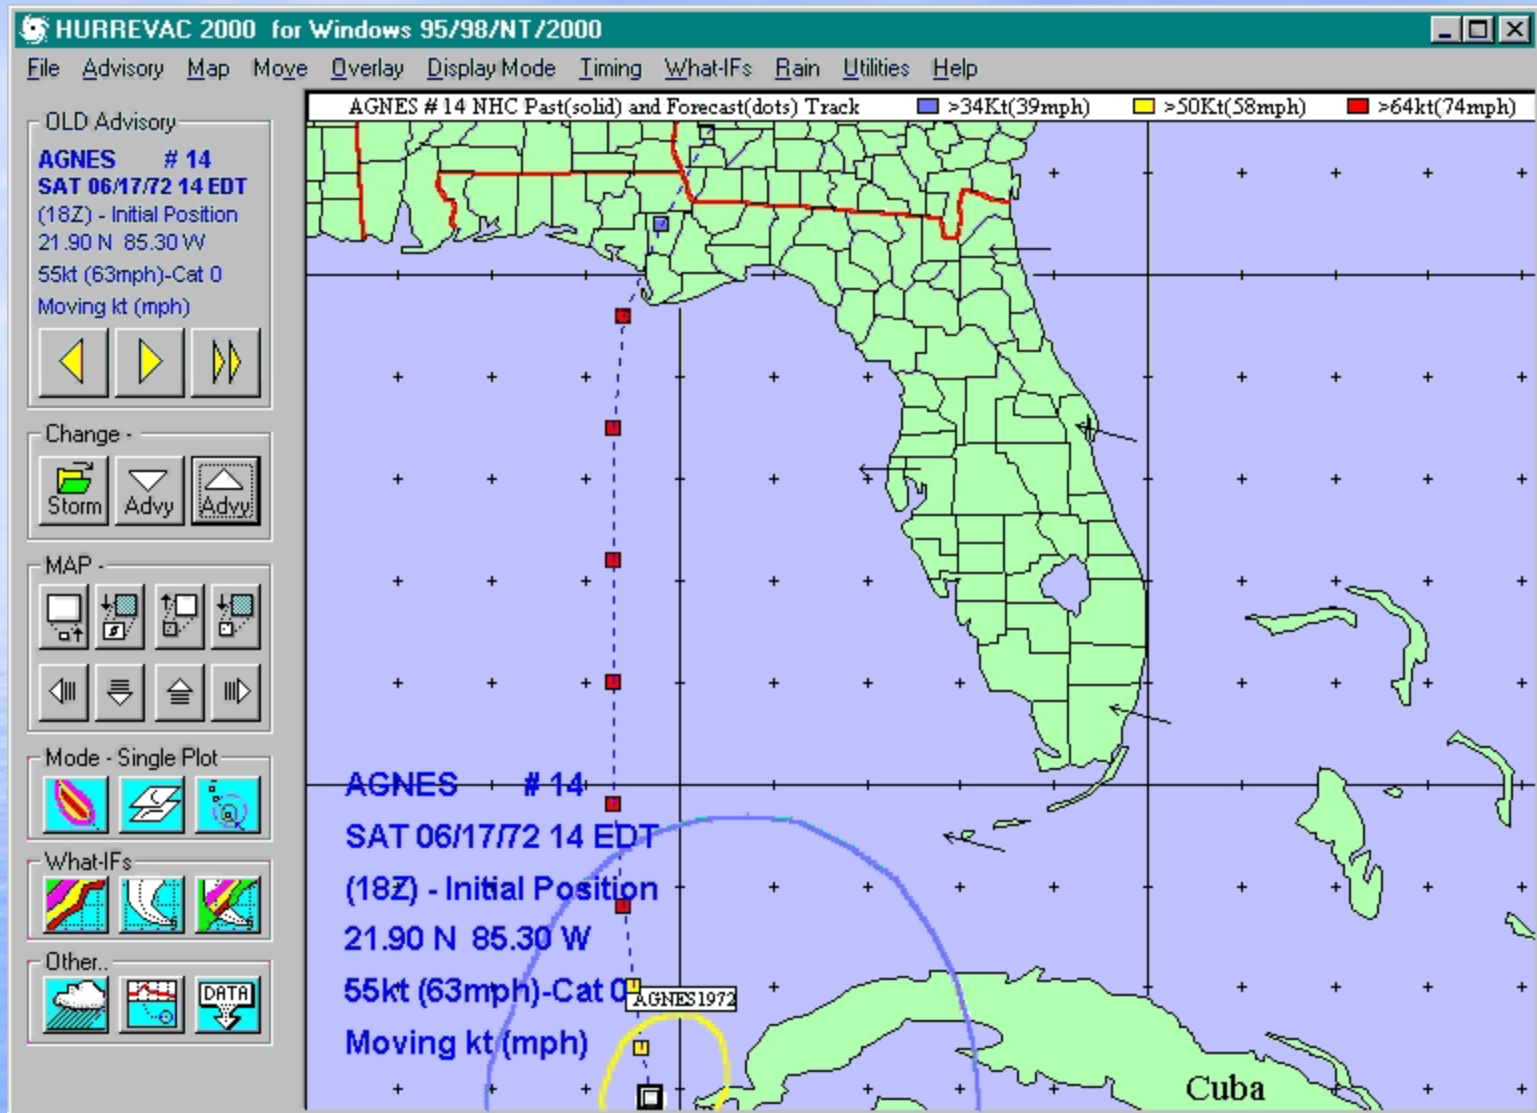 HURREVAC 2000 for Windows 95/98/NT/2000
File Advisory Map Move Overlay Display Mode Timing What-IFs Rain Utilities Help
AGNES # 14 NHC Past(solid) and Forecast(dots) Track >34Kt(39mph) >50Kt(58mph) >64kt(74mph)
OLD Advisory
AGNES # 14
SAT 06/17/72 14 EDT
(18Z) - Initial Position
21.90 N 85.30 W
55kt (63mph)-Cat 0
Moving kt (mph)
Change -
Storm Advy Advy
MAP -
Mode - Single Plot
What-IFs
Other..
DATA
AGNES # 14
SAT 06/17/72 14 EDT
(18Z) - Initial Position
21.90 N 85.30 W
55kt (63mph)-Cat 0
AGNES1972
Moving kt (mph)
Cuba